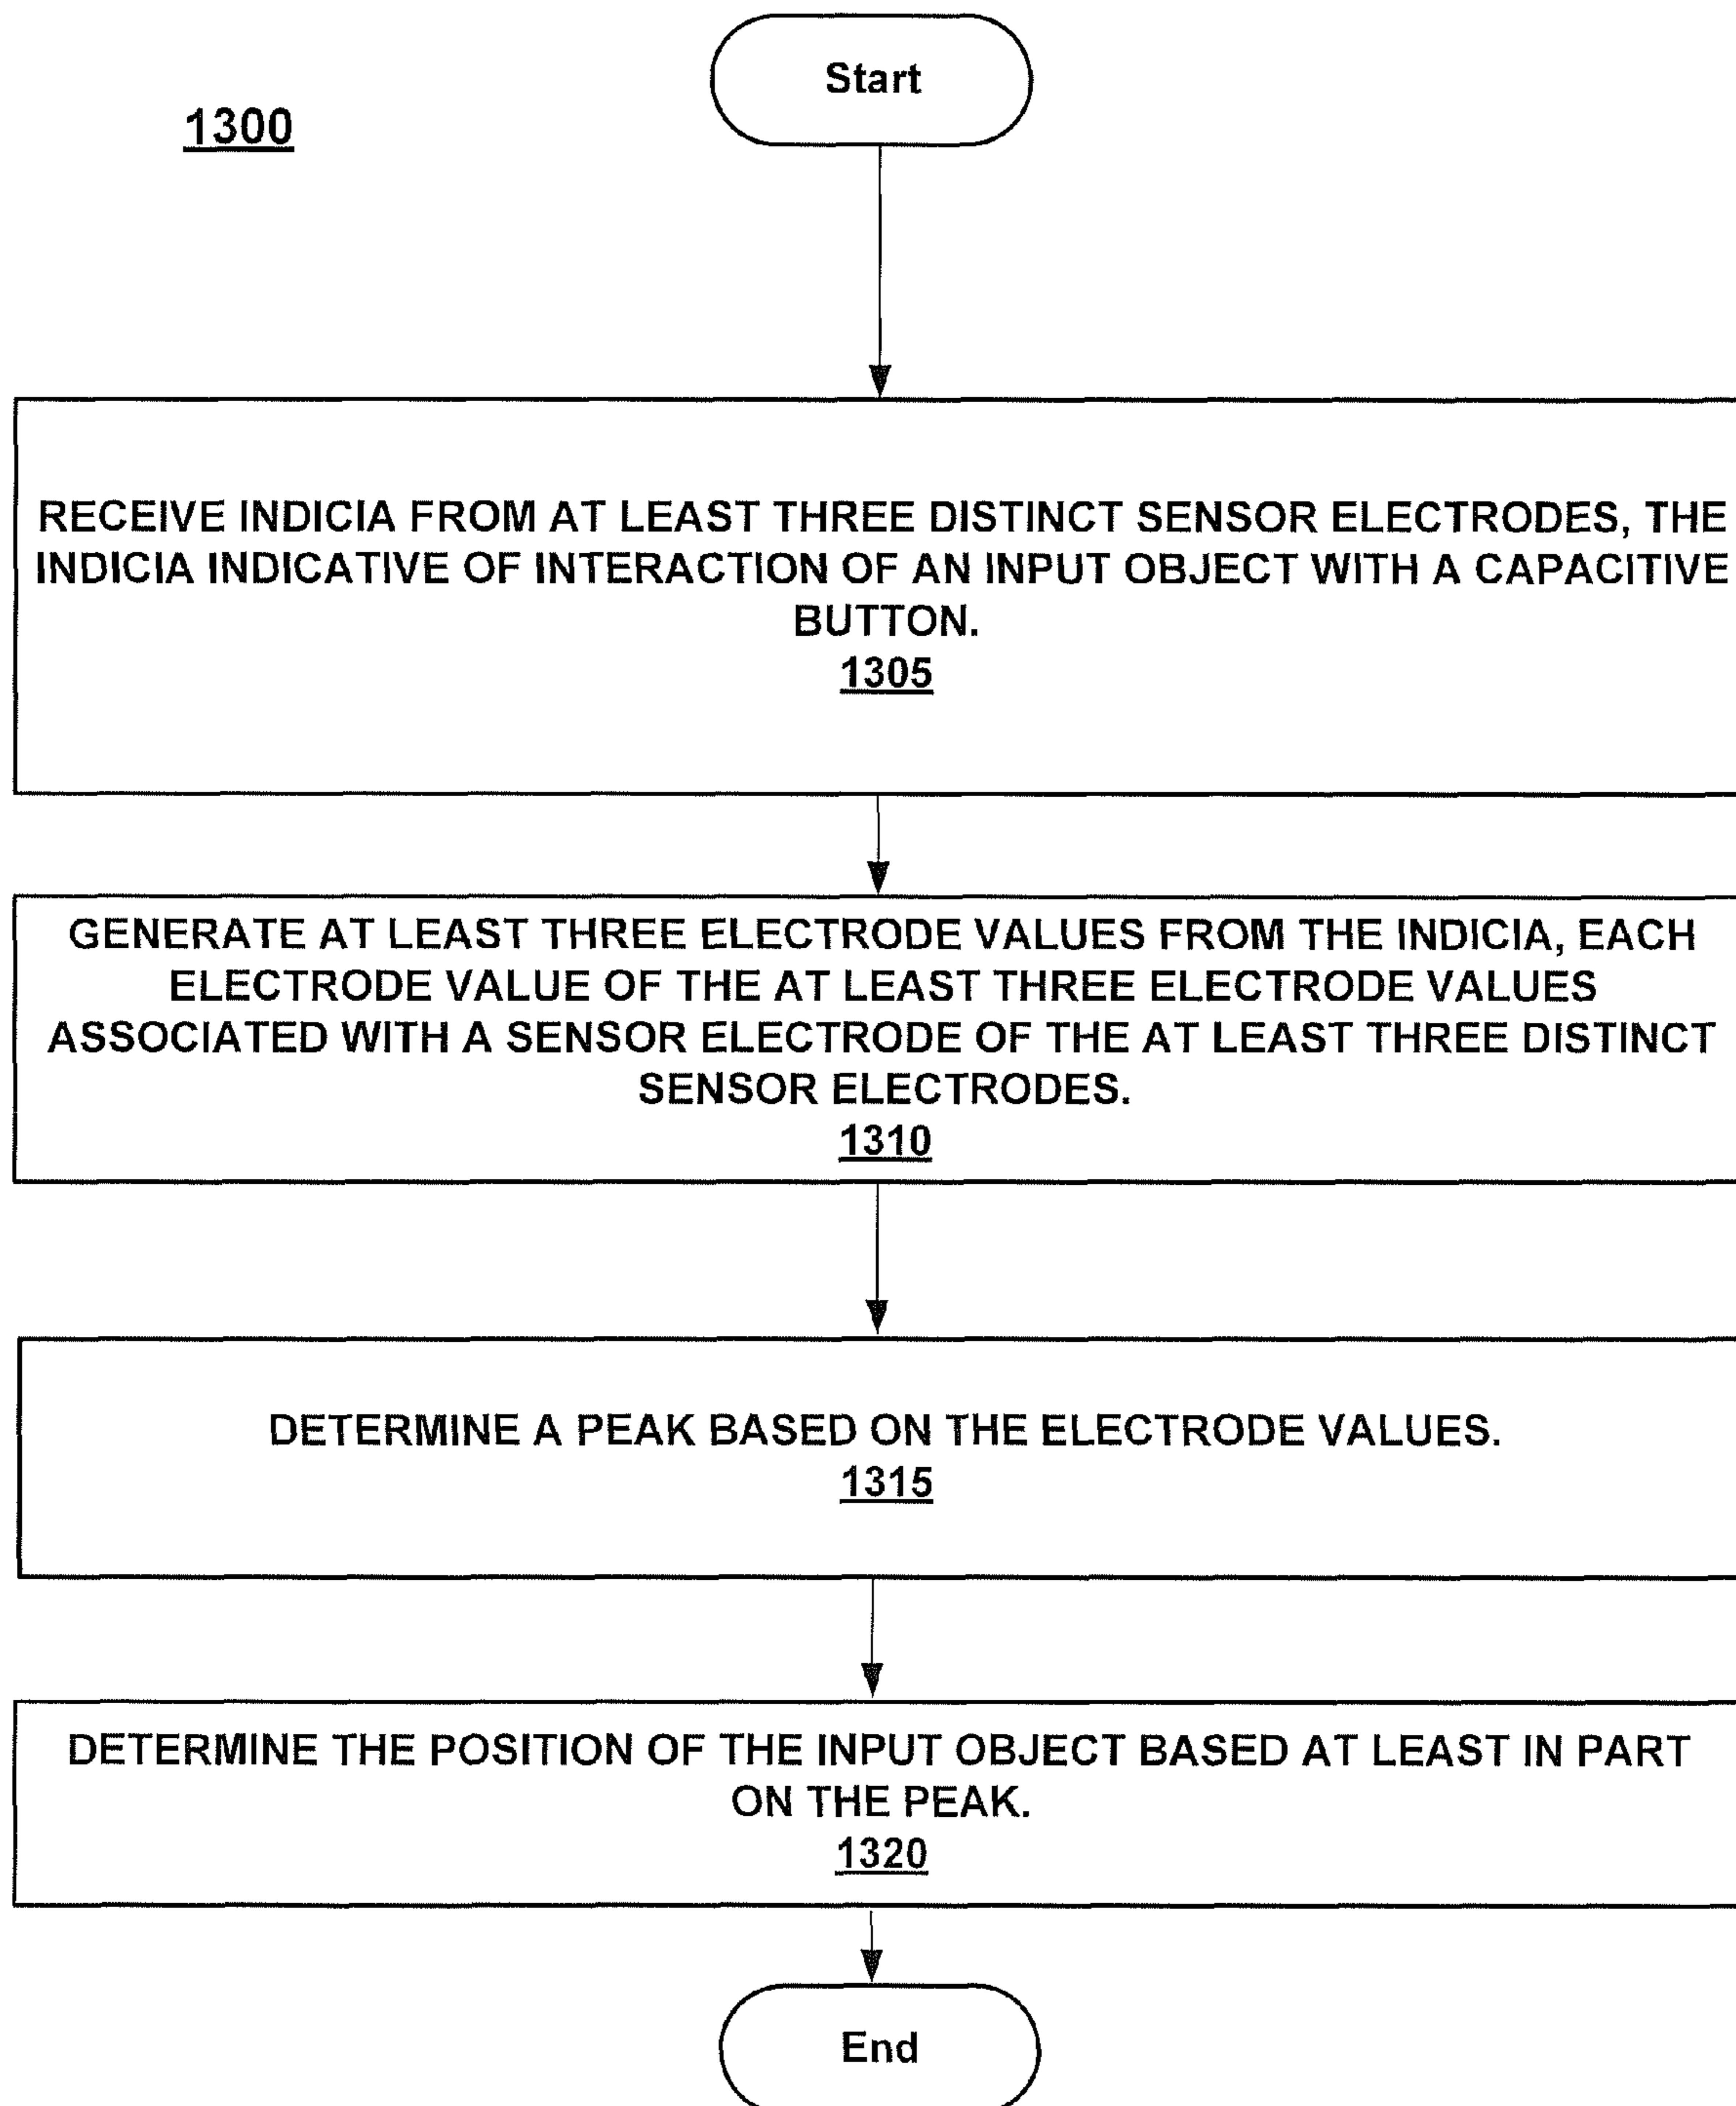 Start
1300
RECEIVE INDICIA FROM AT LEAST THREE DISTINCT SENSOR ELECTRODES, THE
INDICIA INDICATIVE OF INTERACTION OF AN INPUT OBJECT WITH A CAPACITIVE
BUTTON.
1305
GENERATE AT LEAST THREE ELECTRODE VALUES FROM THE INDICIA, EACH
ELECTRODE VALUE OF THE AT LEAST THREE ELECTRODE VALUES
ASSOCIATED WITH A SENSOR ELECTRODE OF THE AT LEAST THREE DISTINCT
SENSOR ELECTRODES.
1310
DETERMINE A PEAK BASED ON THE ELECTRODE VALUES.
1315
DETERMINE THE POSITION OF THE INPUT OBJECT BASED AT LEAST IN PART
ON THE PEAK.
1320
End